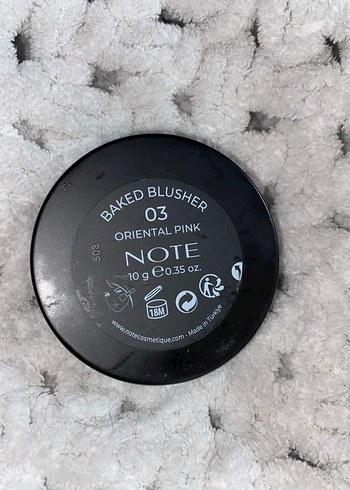 BAKED BLUSHER
03
ORIENTAL PINK
NOTE
10 g ℮0.35 oz.
18M
www.notecosmetique.com - Made in Türkiye